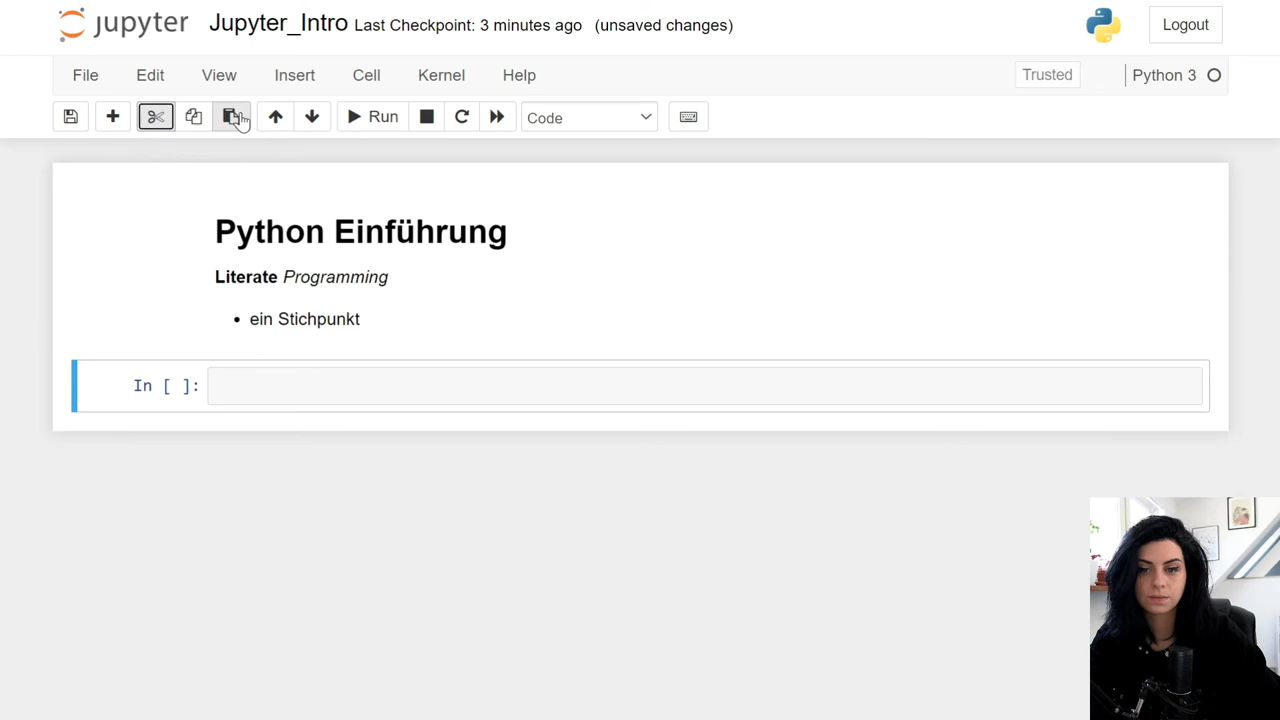 jupyter Jupyter_Intro Last Checkpoint: 3 minutes ago (unsaved changes) Logout
File Edit View Insert Cell Kernel Help Trusted Python 3
Run Code
Python Einführung
Literate Programming
• ein Stichpunkt
In [ ]: